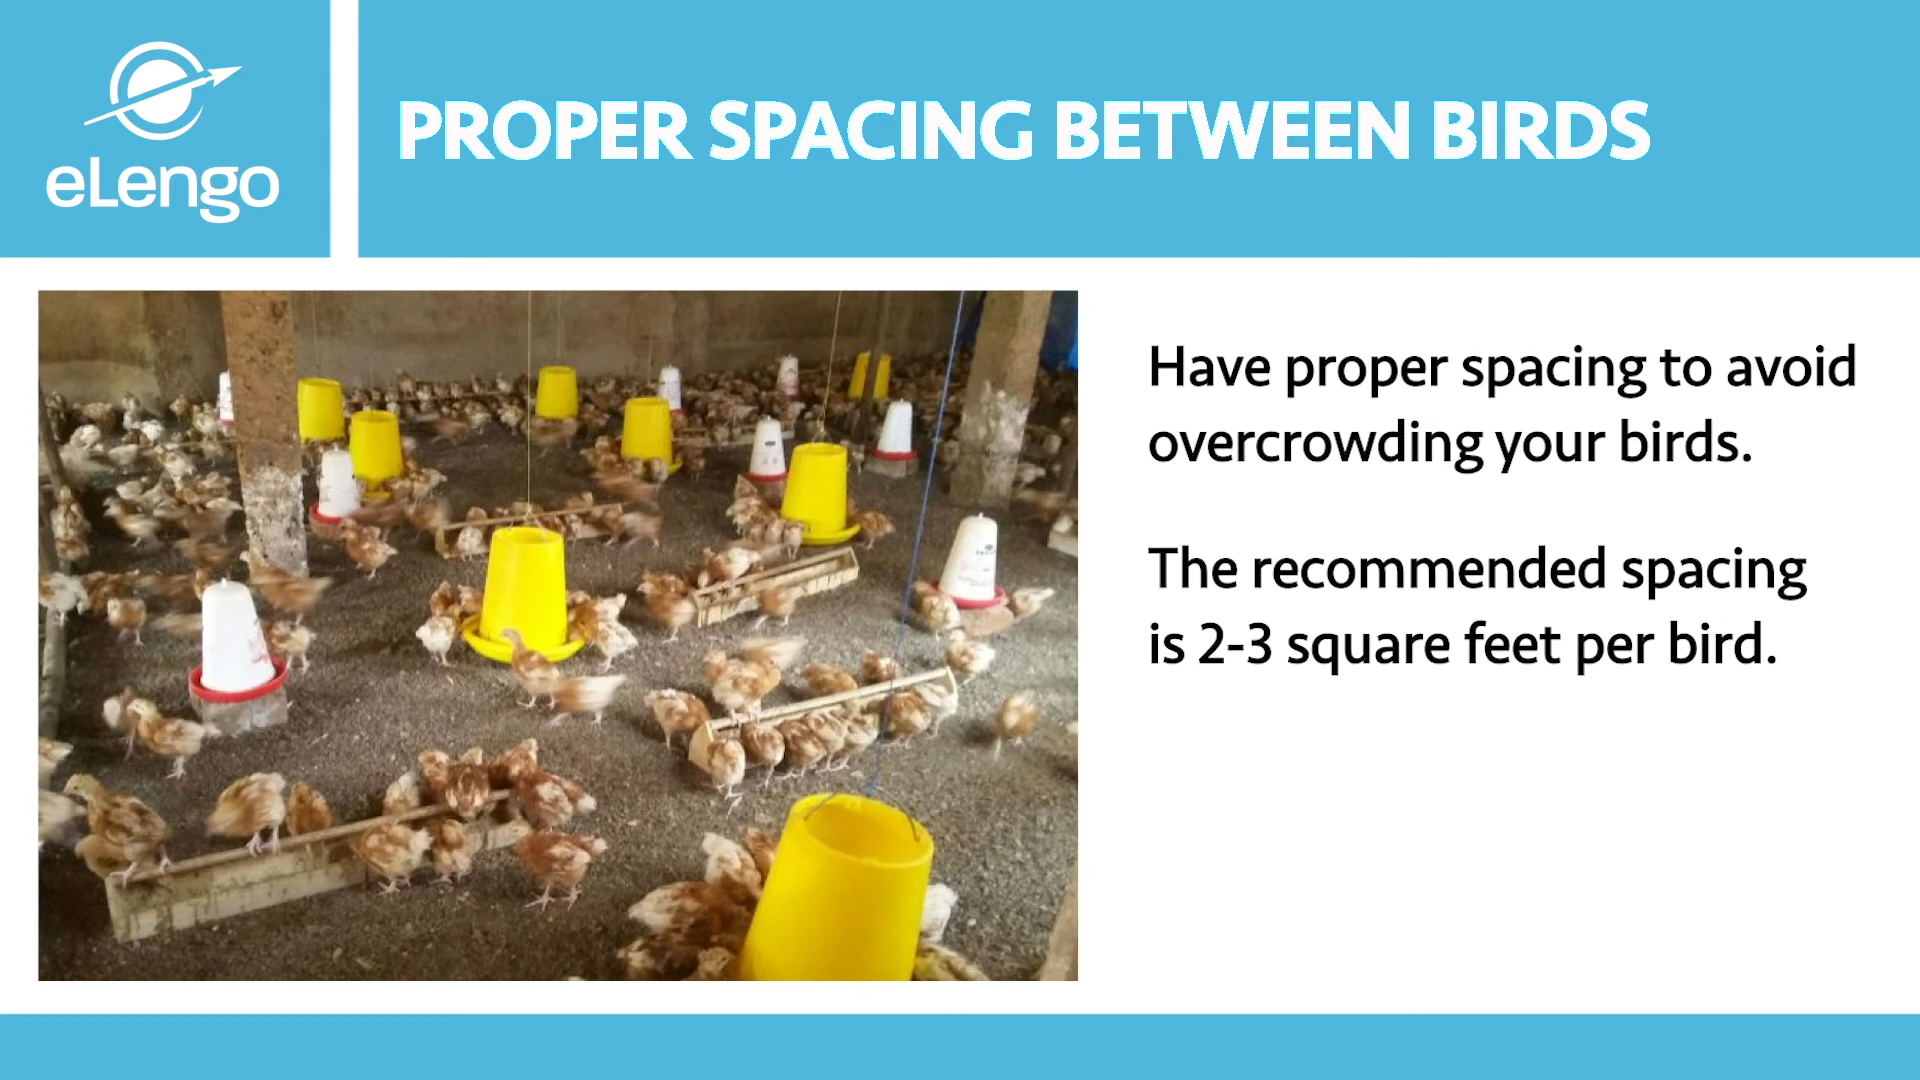 eLengo
PROPER SPACING BETWEEN BIRDS
Have proper spacing to avoid
overcrowding your birds.
The recommended spacing
is 2-3 square feet per bird.